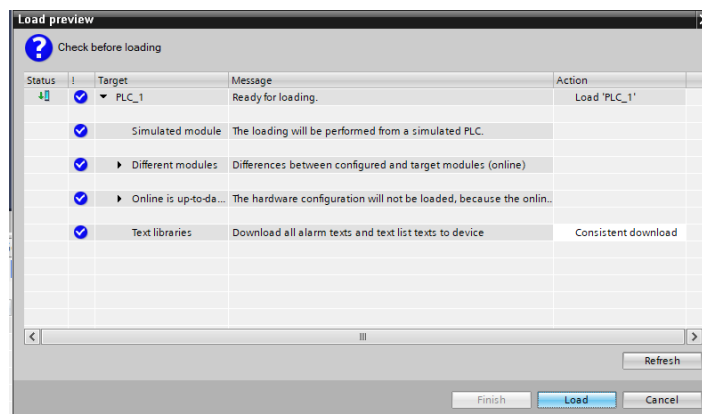 Load preview
?
Check before loading
Status ! Target Message Action
PLC_1 Ready for loading. Load 'PLC_1'
Simulated module The loading will be performed from a simulated PLC.
Different modules Differences between configured and target modules (online)
Online is up-to-da... The hardware configuration will not be loaded, because the onlin..
Text libraries Download all alarm texts and text list texts to device Consistent download
Refresh
Finish Load Cancel